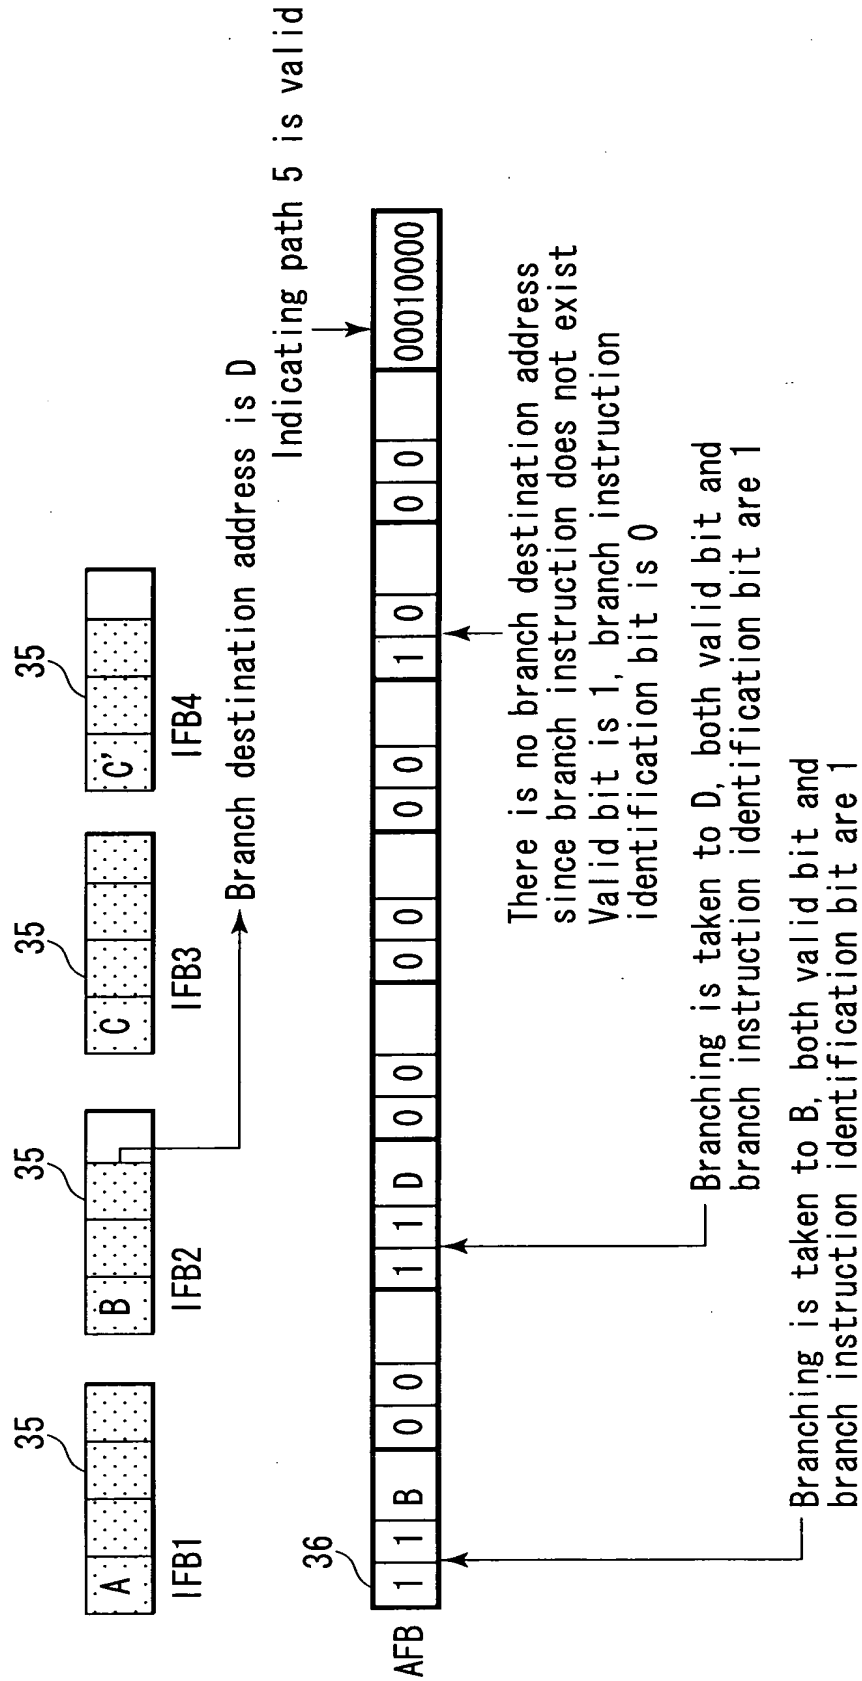 35 35 35 35
A B C C'
IFB1 IFB2 IFB3 IFB4
Branch destination address is D
Indicating path 5 is valid
36
AFB 1 1 B 0 0 1 1 D 0 0 0 0 0 0 1 0 0 0 00010000
There is no branch destination address
since branch instruction does not exist
Valid bit is 1, branch instruction
identification bit is 0
Branching is taken to D, both valid bit and
branch instruction identification bit are 1
Branching is taken to B, both valid bit and
branch instruction identification bit are 1